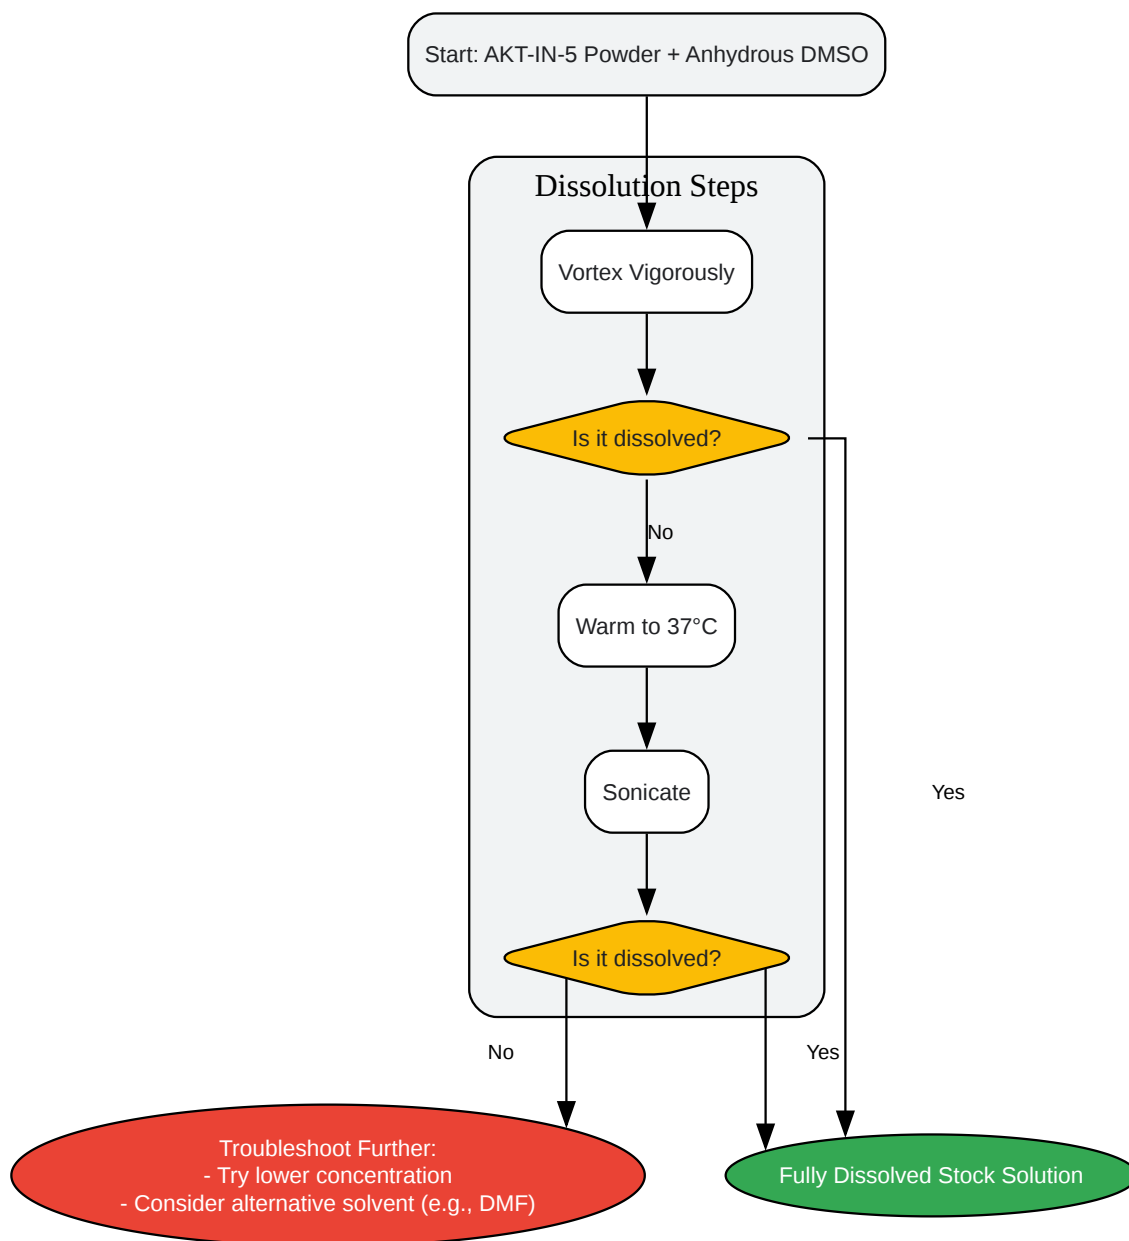 Start: AKT-IN-5 Powder + Anhydrous DMSO
Dissolution Steps
Vortex Vigorously
Is it dissolved?
No
Warm to 37°C
Sonicate
Yes
Is it dissolved?
No
Yes
Troubleshoot Further:
- Try lower concentration
- Consider alternative solvent (e.g., DMF)
Fully Dissolved Stock Solution